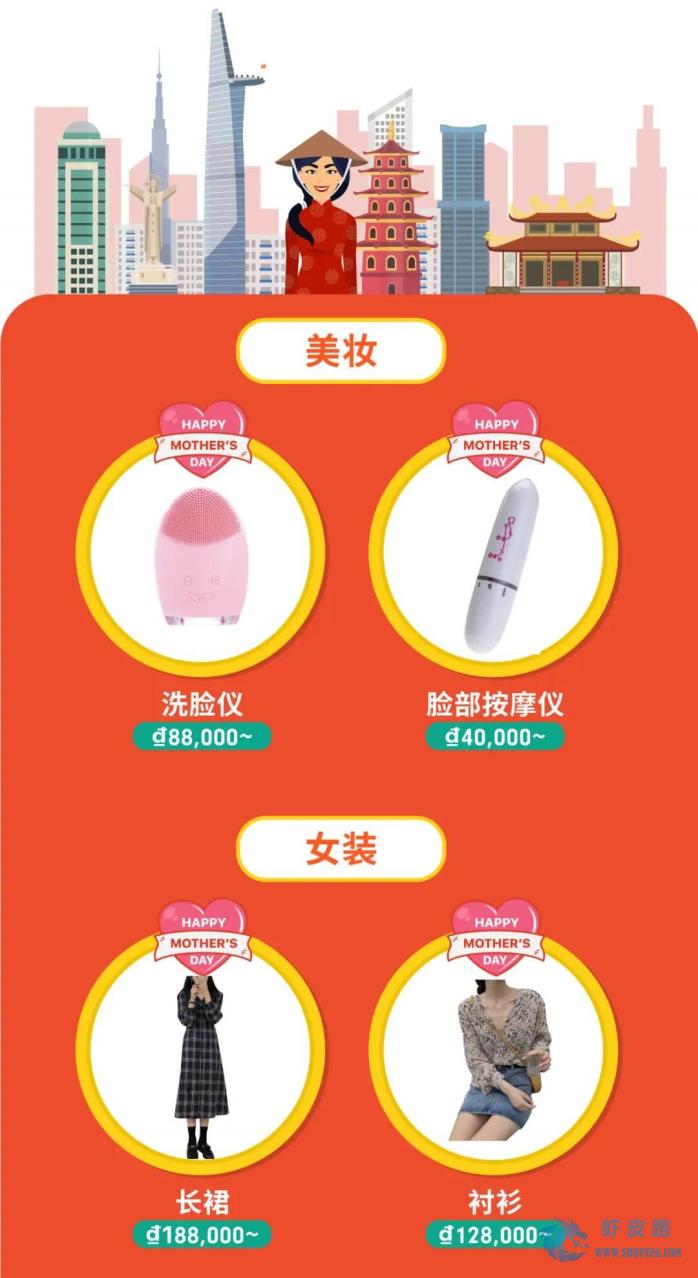 美妆
HAPPY
MOTHER'S
DAY
HAPPY
MOTHER'S
DAY
洗脸仪
脸部按摩仪
₫88,000~
₫40,000~
女装
HAPPY
MOTHER'S
DAY
HAPPY
MOTHER'S
DAY
长裙
衬衫
₫188,000~
₫128,000~
虾皮路
WWW.SHOPE56.COM